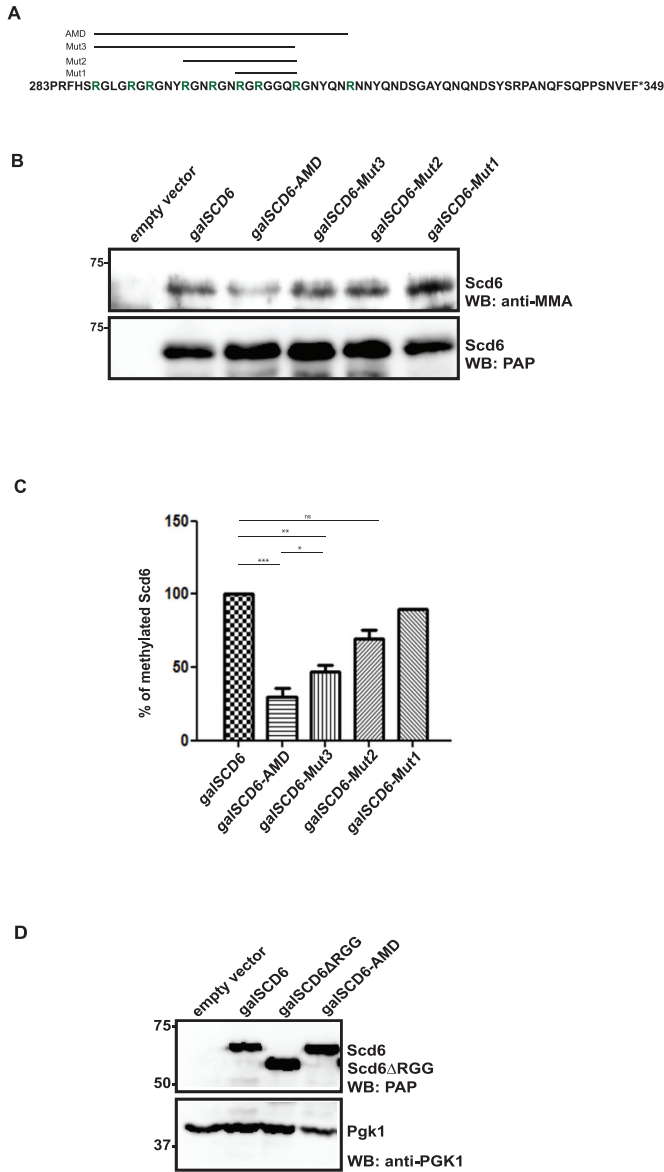 A
AMD
Mut3
Mut2
Mut1
283PRFHSRGLGRGRGNYRGNRGNRGRGGQRGNYQNRNNYQNDSGAYQNQNDSYSRPANQFSQPPSNVEF*349
B
empty vector
galSCD6
galSCD6-AMD
galSCD6-Mut3
galSCD6-Mut2
galSCD6-Mut1
75
Scd6
WB: anti-MMA
75
Scd6
WB: PAP
C
% of methylated Scd6
150
100
50
0
ns
**
*
***
galSCD6
galSCD6-AMD
galSCD6-Mut3
galSCD6-Mut2
galSCD6-Mut1
D
empty vector
galSCD6
galSCD6ΔRGG
galSCD6-AMD
75
Scd6
Scd6ΔRGG
50
WB: PAP
Pgk1
37
WB: anti-PGK1